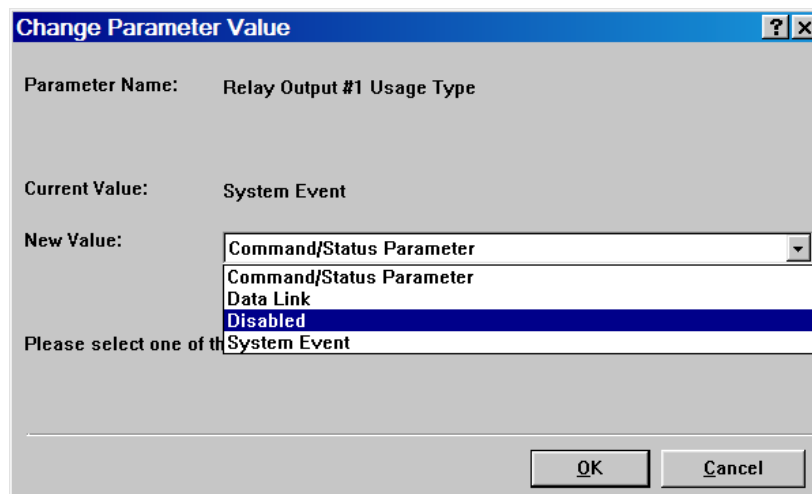 Change Parameter Value
Parameter Name: Relay Output #1 Usage Type
Current Value: System Event
New Value: Command/Status Parameter
Command/Status Parameter
Data Link
Disabled
System Event
Please select one of
OK Cancel